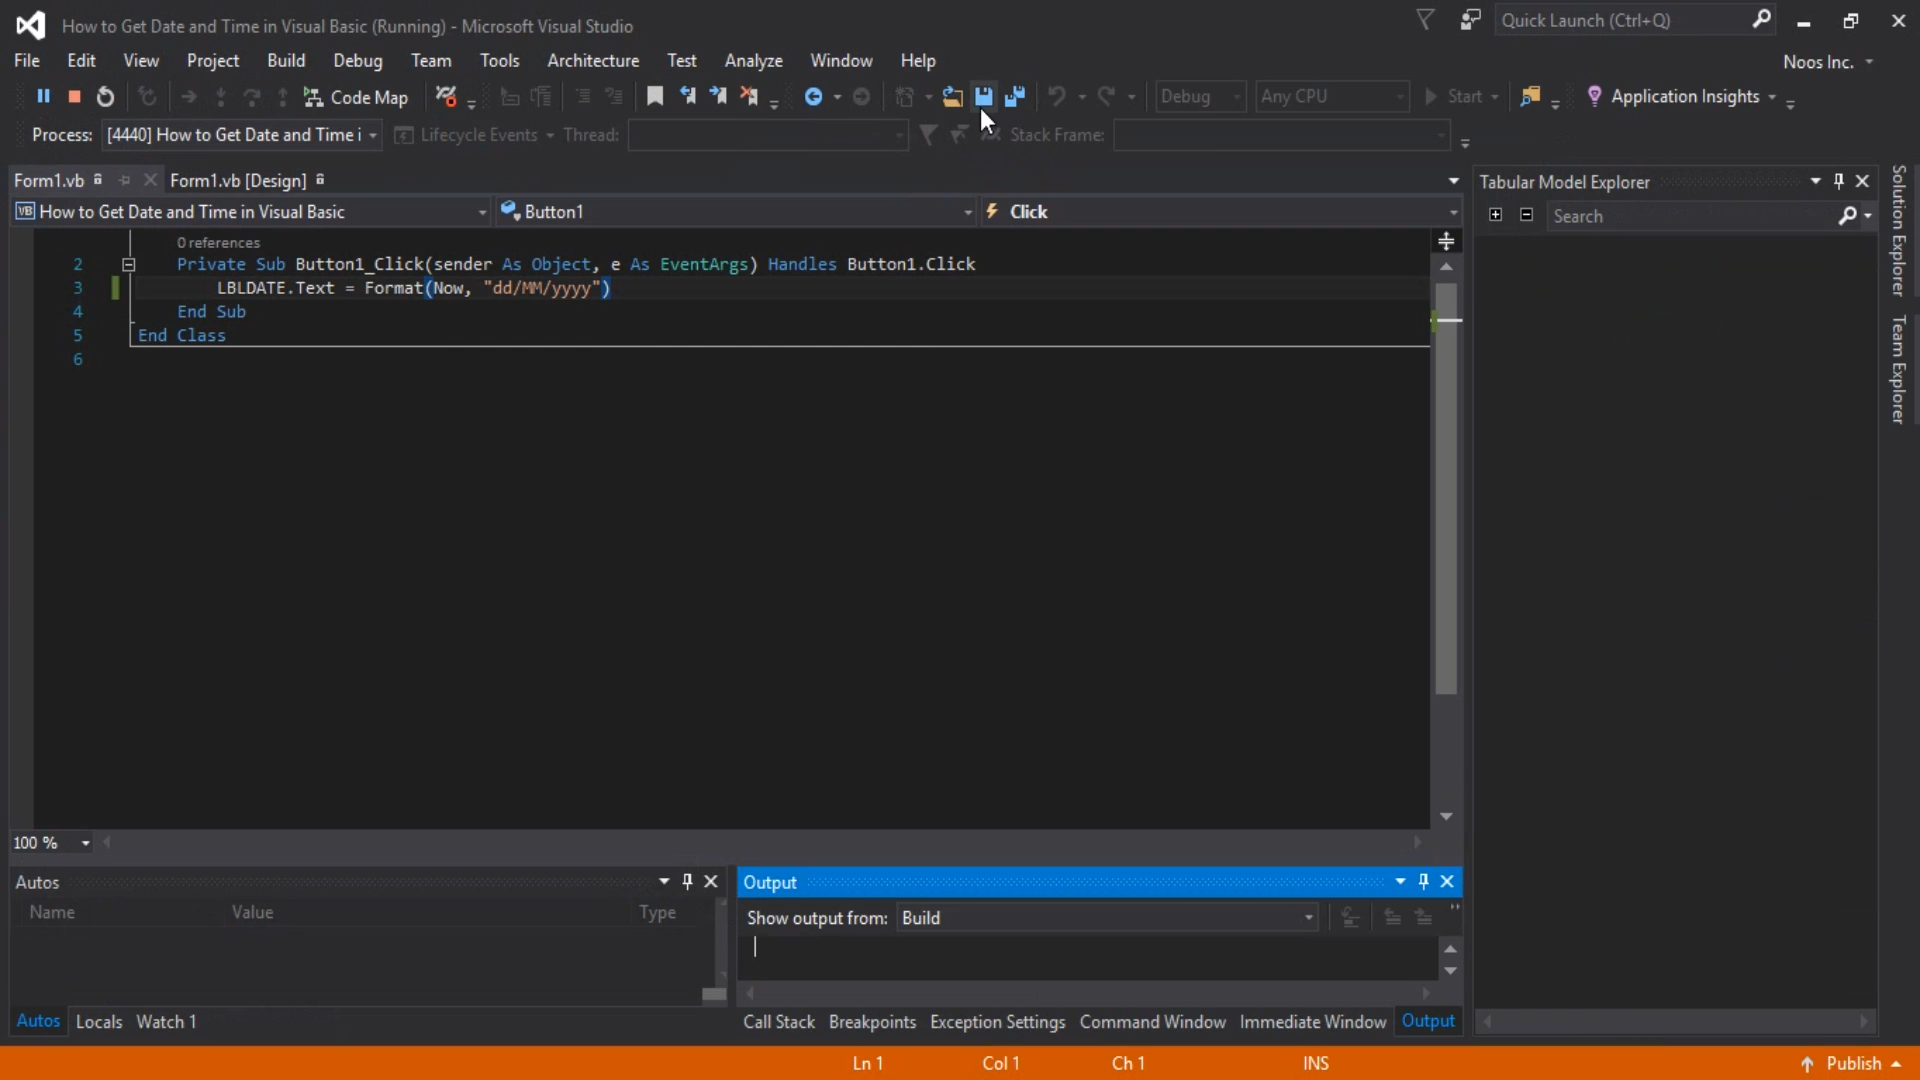 How to Get Date and Time in Visual Basic (Running) - Microsoft Visual Studio
Quick Launch (Ctrl+Q)
File Edit View Project Build Debug Team Tools Architecture Test Analyze Window Help
Noos Inc.
Code Map Debug Any CPU Start Application Insights
Process: [4440] How to Get Date and Time i Lifecycle Events Thread: Stack Frame:
Form1.vb Form1.vb [Design]
Tabular Model Explorer
VB How to Get Date and Time in Visual Basic Button1 Click
Search
0 references
2 Private Sub Button1_Click(sender As Object, e As EventArgs) Handles Button1.Click
3 LBLDATE.Text = Format(Now, "dd/MM/yyyy")
4 End Sub
5 End Class
6
Solution Explorer
Team Explorer
100 %
Autos
Name Value Type
Output
Show output from: Build
Autos Locals Watch 1
Call Stack Breakpoints Exception Settings Command Window Immediate Window Output
Ln 1 Col 1 Ch 1 INS Publish